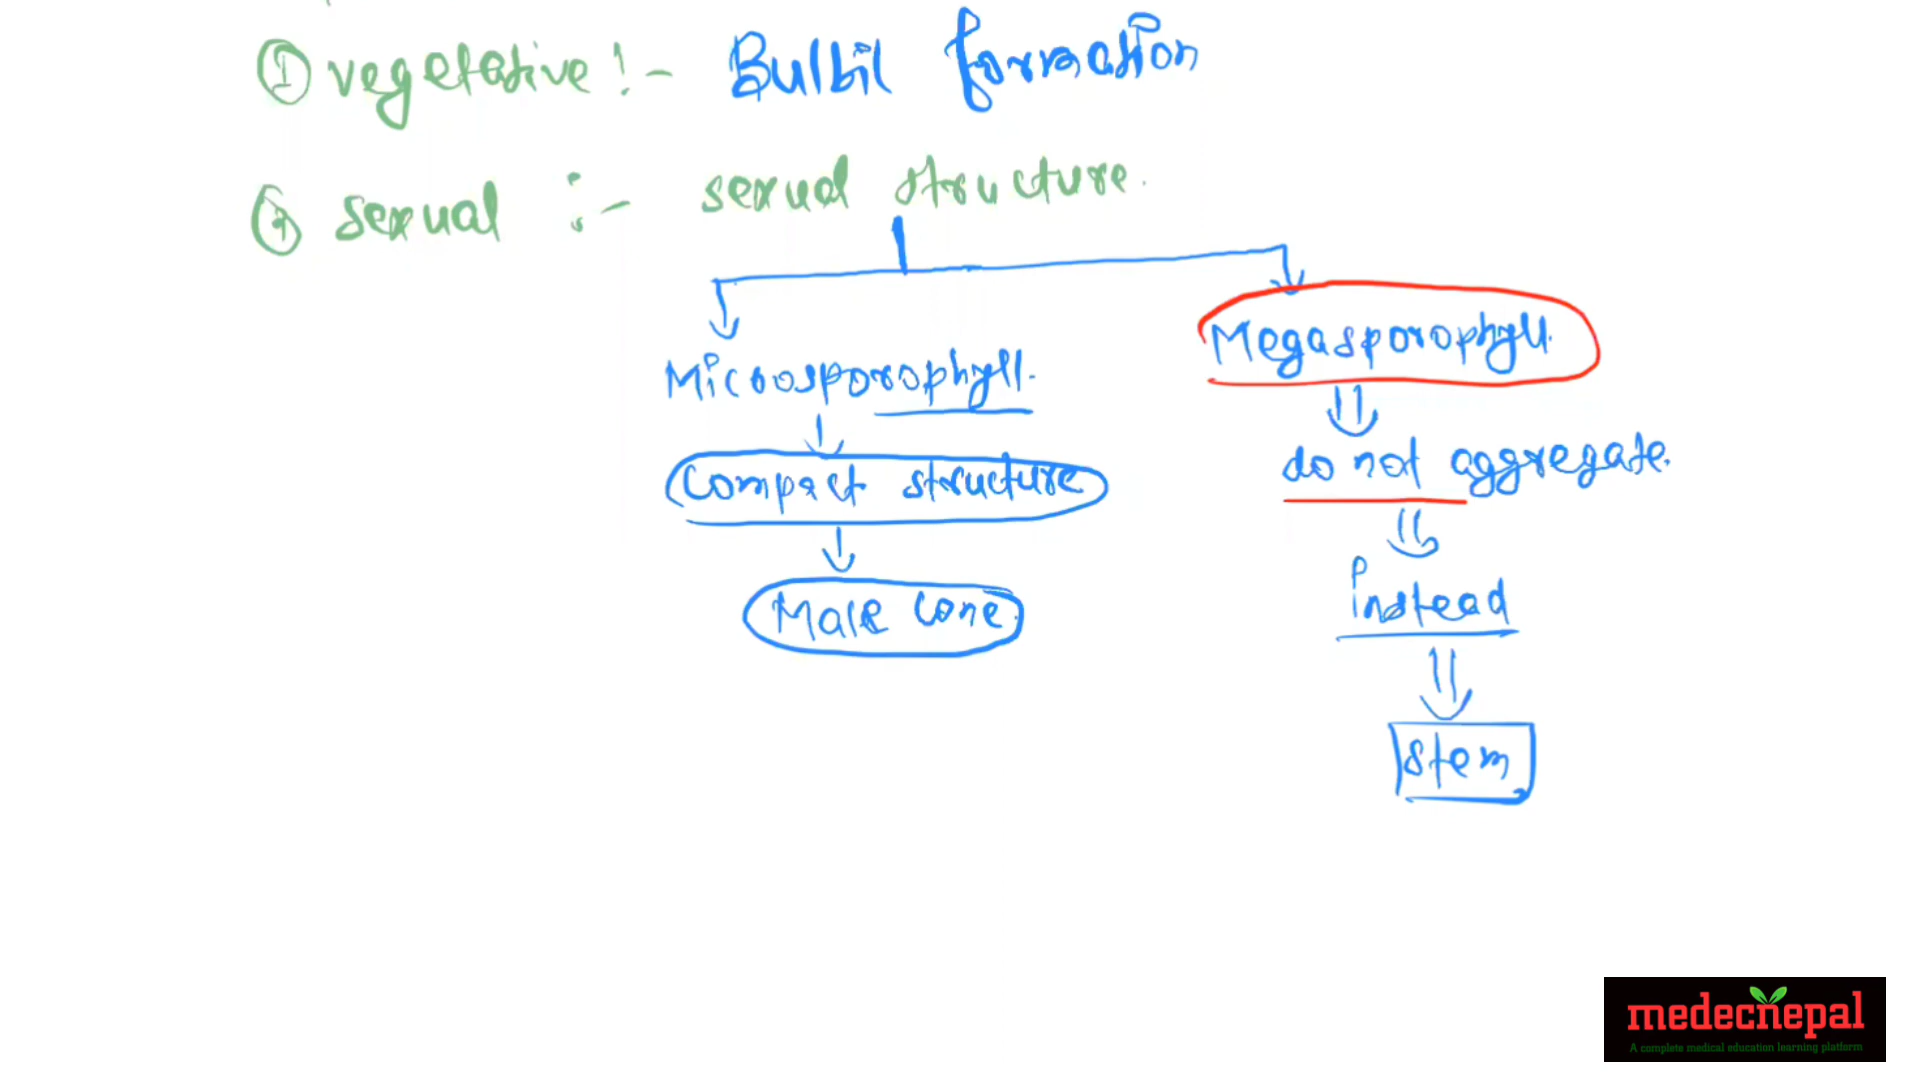 ① vegetative :- Bulbil formation
② sexual :- sexual structure.
Microsporophyll.
Megasporophyll.
compact structure
do not aggregate.
Male cone.
Instead
stem
medecnepal
A complete medical education learning platform